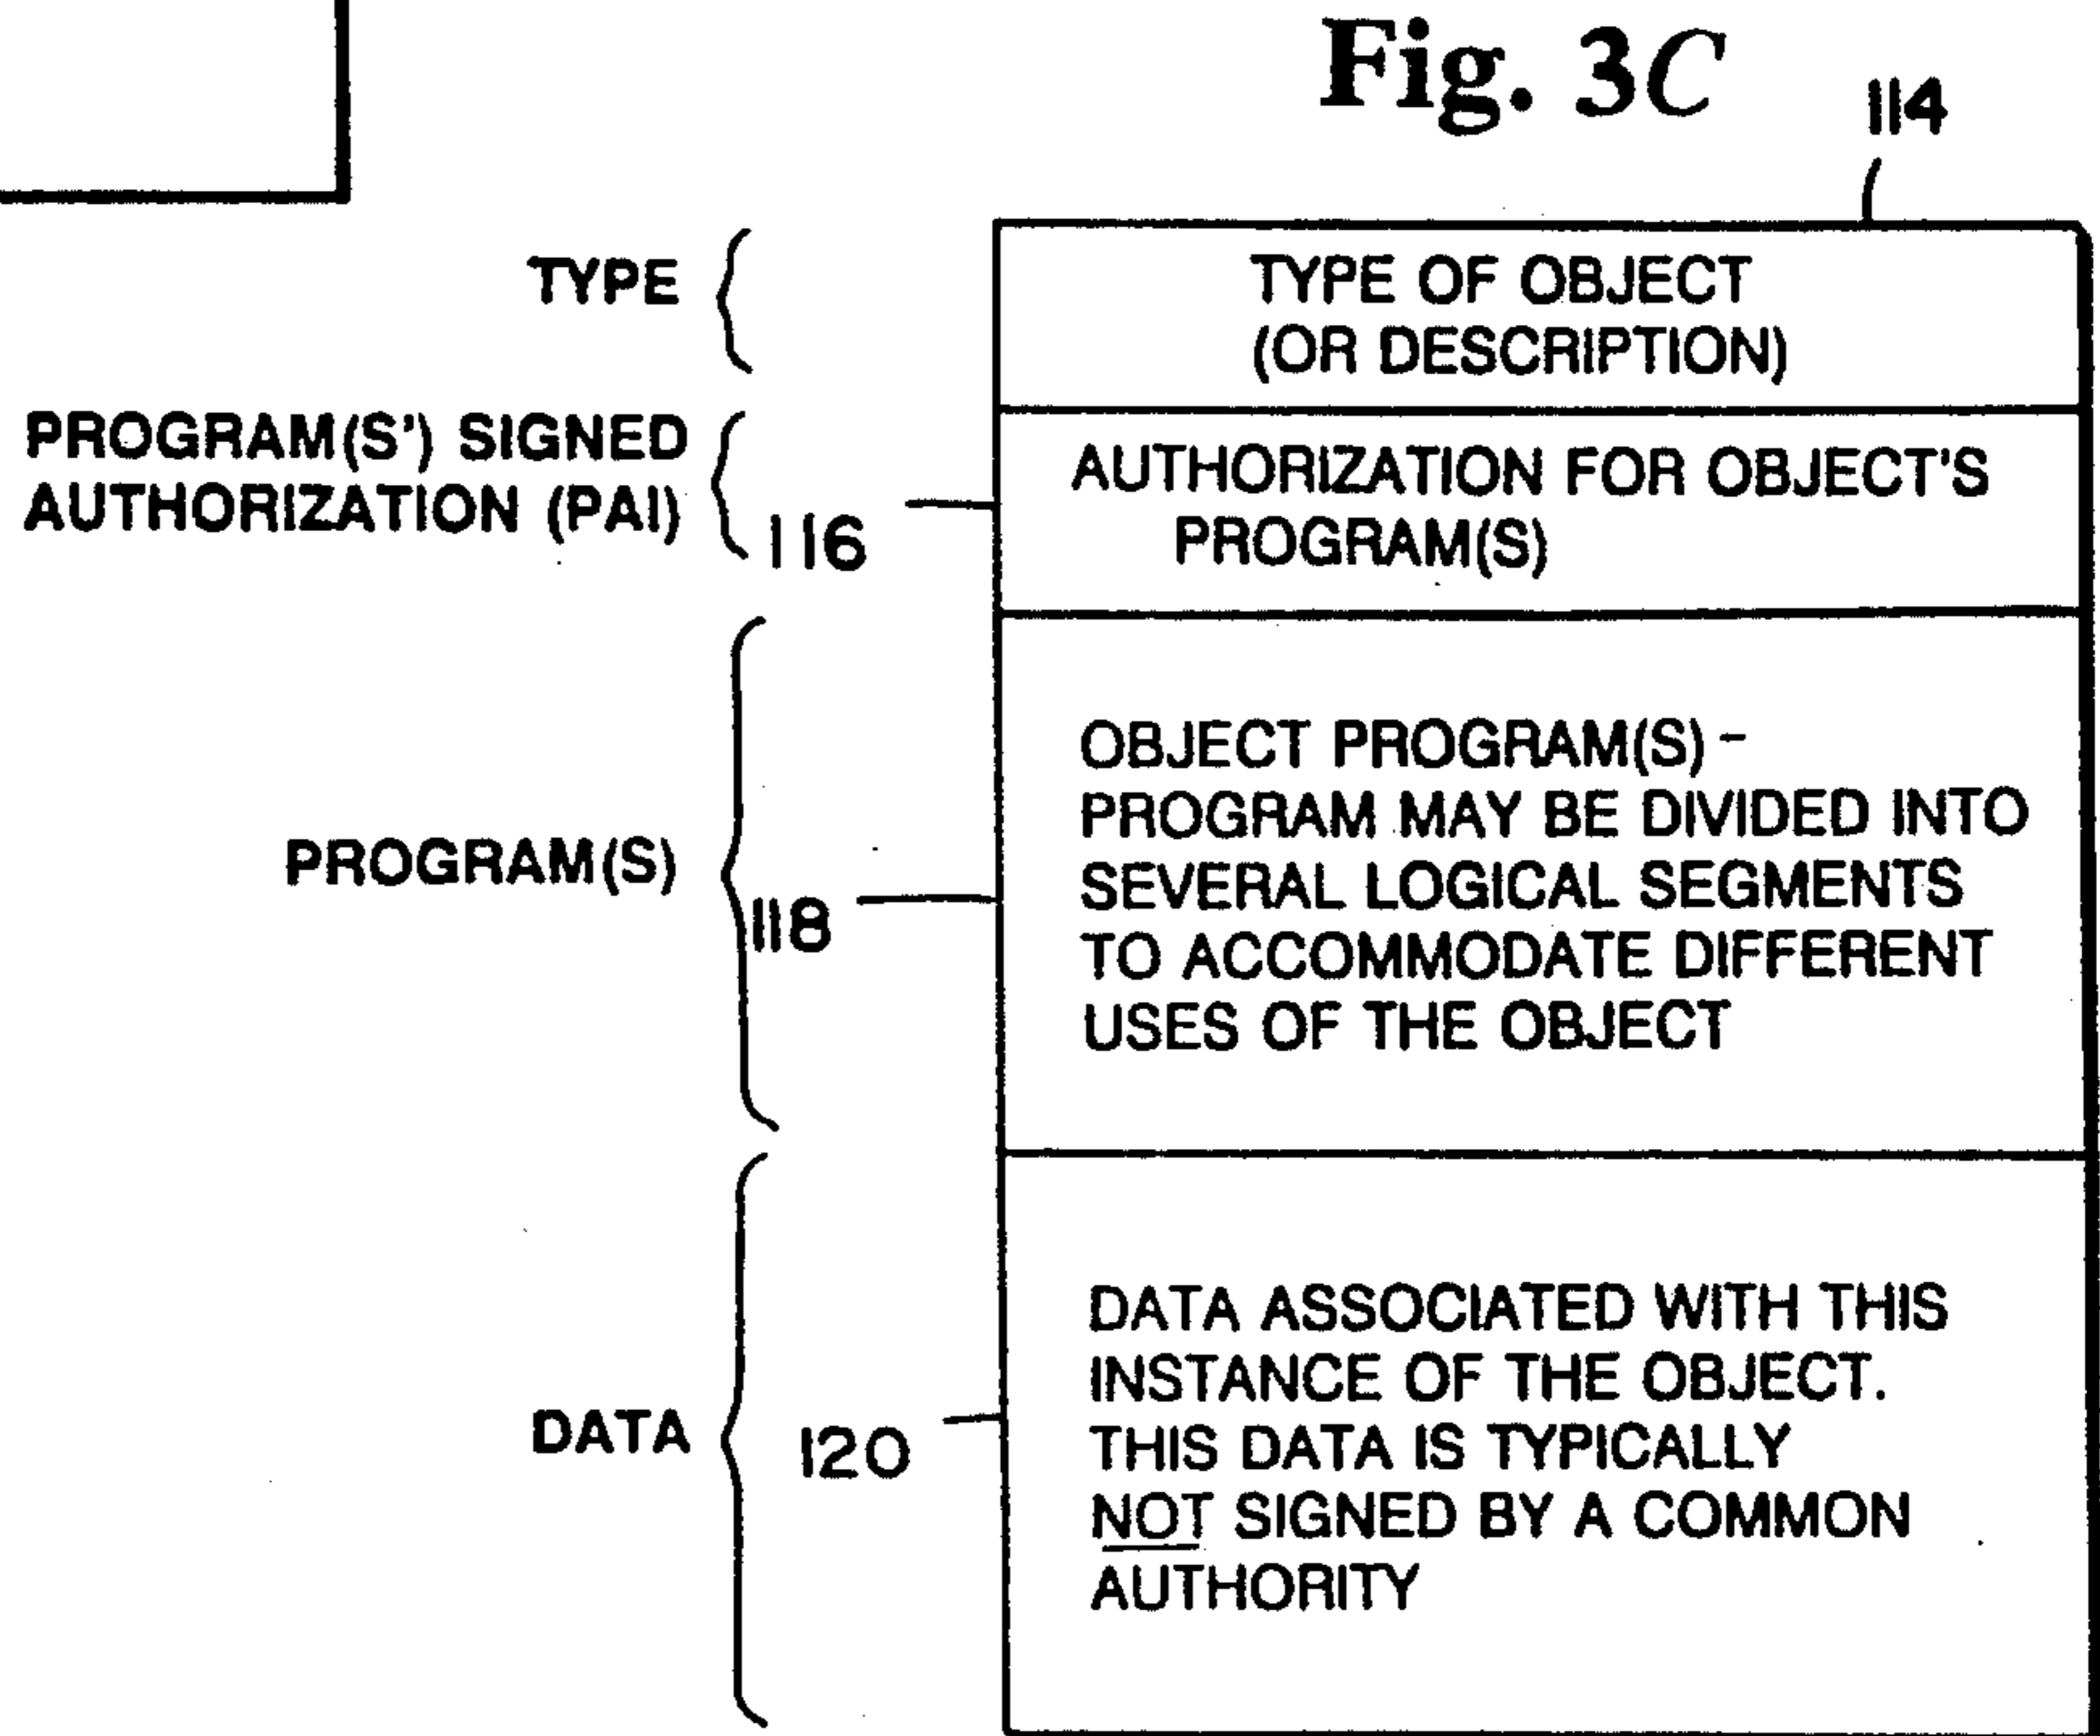 Fig. 3C
114
TYPE
TYPE OF OBJECT
(OR DESCRIPTION)
PROGRAM(S') SIGNED
AUTHORIZATION (PAI)
116
AUTHORIZATION FOR OBJECT'S
PROGRAM(S)
PROGRAM(S)
118
OBJECT PROGRAM(S) -
PROGRAM MAY BE DIVIDED INTO
SEVERAL LOGICAL SEGMENTS
TO ACCOMMODATE DIFFERENT
USES OF THE OBJECT
DATA
120
DATA ASSOCIATED WITH THIS
INSTANCE OF THE OBJECT.
THIS DATA IS TYPICALLY
NOT SIGNED BY A COMMON
AUTHORITY